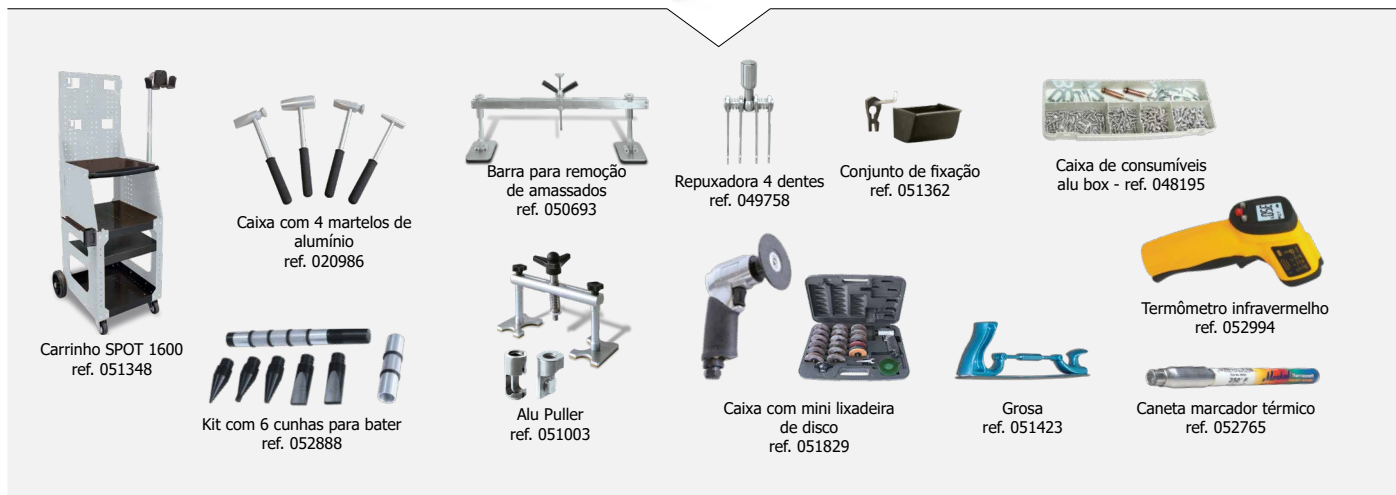 Carrinho SPOT 1600
ref. 051348
Caixa com 4 martelos de
alumínio
ref. 020986
Kit com 6 cunhas para bater
ref. 052888
Barra para remoção
de amassados
ref. 050693
Alu Puller
ref. 051003
Repuxadora 4 dentes
ref. 049758
Conjunto de fixação
ref. 051362
Caixa de consumíveis
alu box - ref. 048195
Caixa com mini lixadeira
de disco
ref. 051829
Grosa
ref. 051423
Termômetro infravermelho
ref. 052994
Caneta marcador térmico
ref. 052765